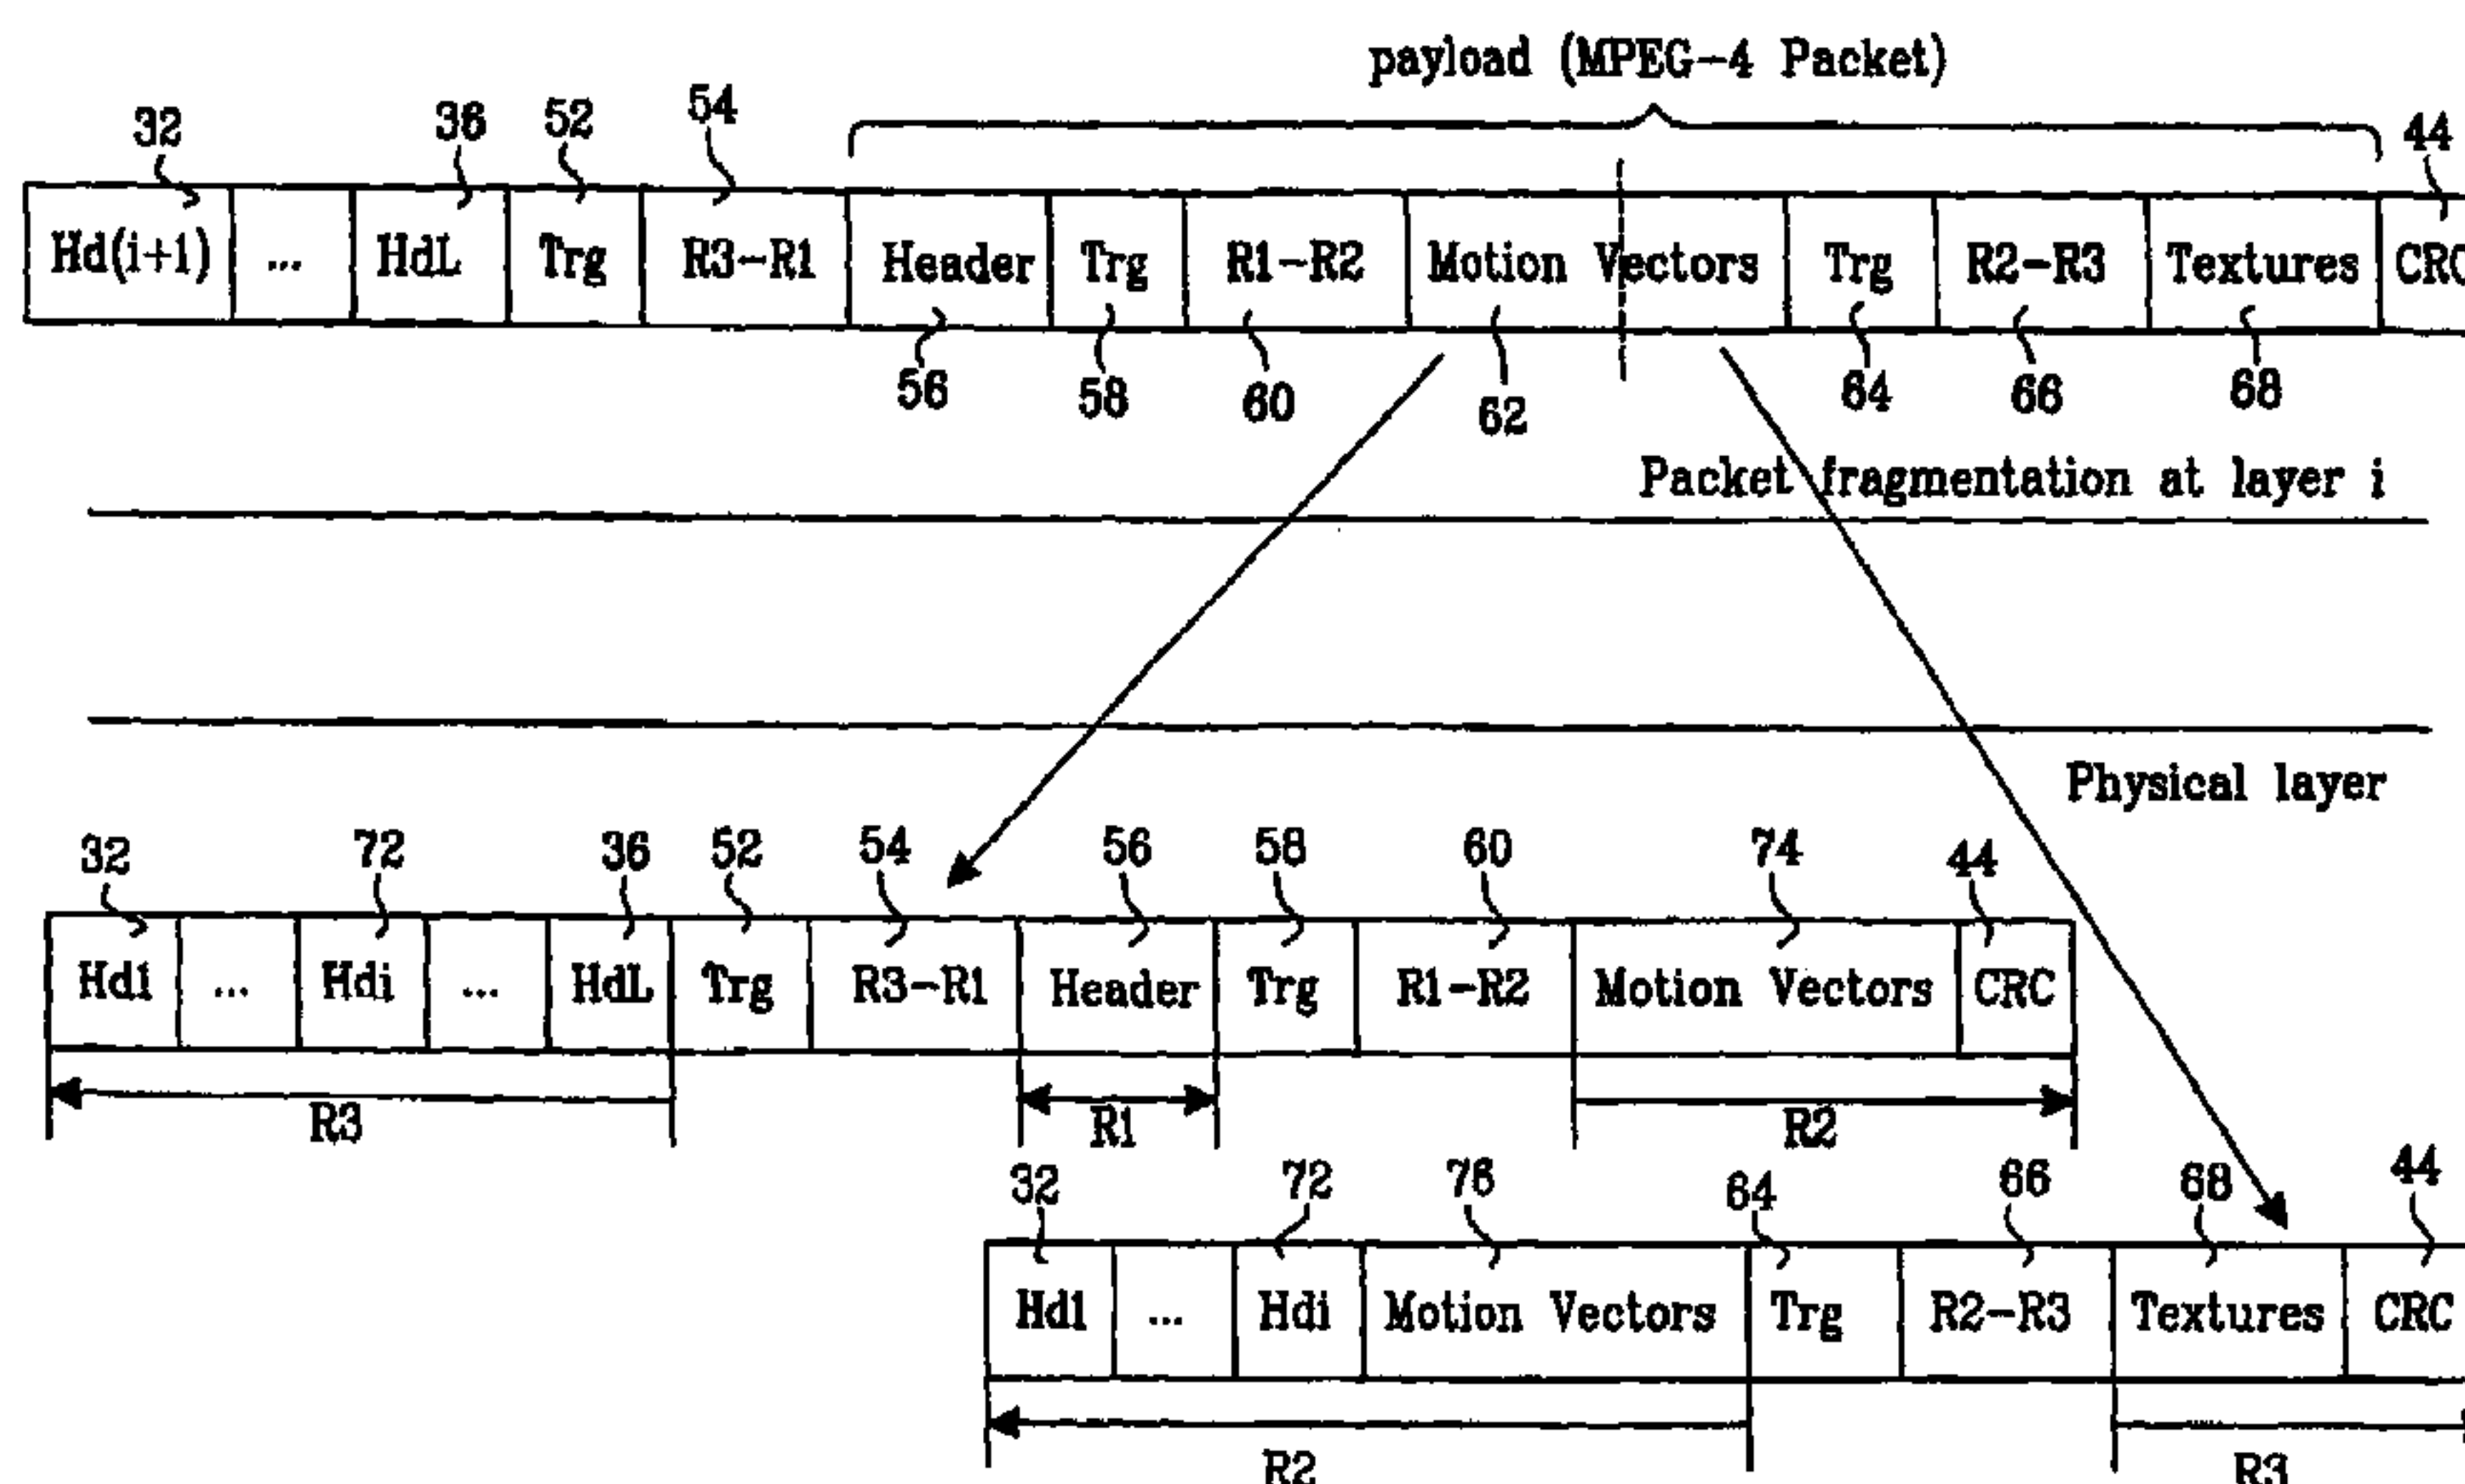 payload (MPEG-4 Packet)
32 36 52 54 44
Hd(i+1) ... HdL Trg R3-R1 Header Trg R1-R2 Motion Vectors Trg R2-R3 Textures CRC
56 58 60 62 64 66 68
Packet fragmentation at layer i
Physical layer
32 72 36 52 54 56 58 60 74 44
Hd1 ... Hdi ... HdL Trg R3-R1 Header Trg R1-R2 Motion Vectors CRC
R3 R1 R2
32 72 76 64 66 68 44
Hd1 ... Hdi Motion Vectors Trg R2-R3 Textures CRC
R2 R3